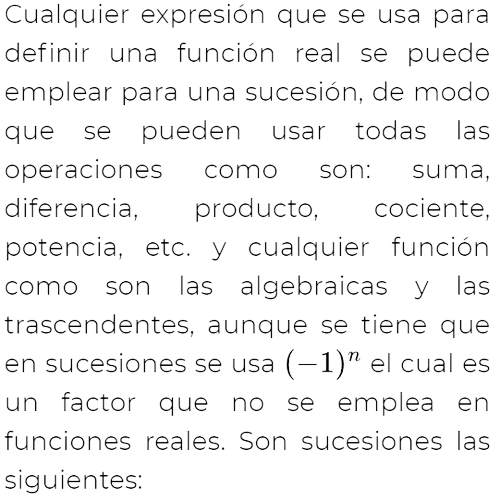 Cualquier expresión que se usa para
definir una función real se puede
emplear para una sucesión, de modo
que se pueden usar todas las
operaciones como son: suma,
diferencia, producto, cociente,
potencia, etc. y cualquier función
como son las algebraicas y las
trascendentes, aunque se tiene que
en sucesiones se usa (−1)ⁿ el cual es
un factor que no se emplea en
funciones reales. Son sucesiones las
siguientes: